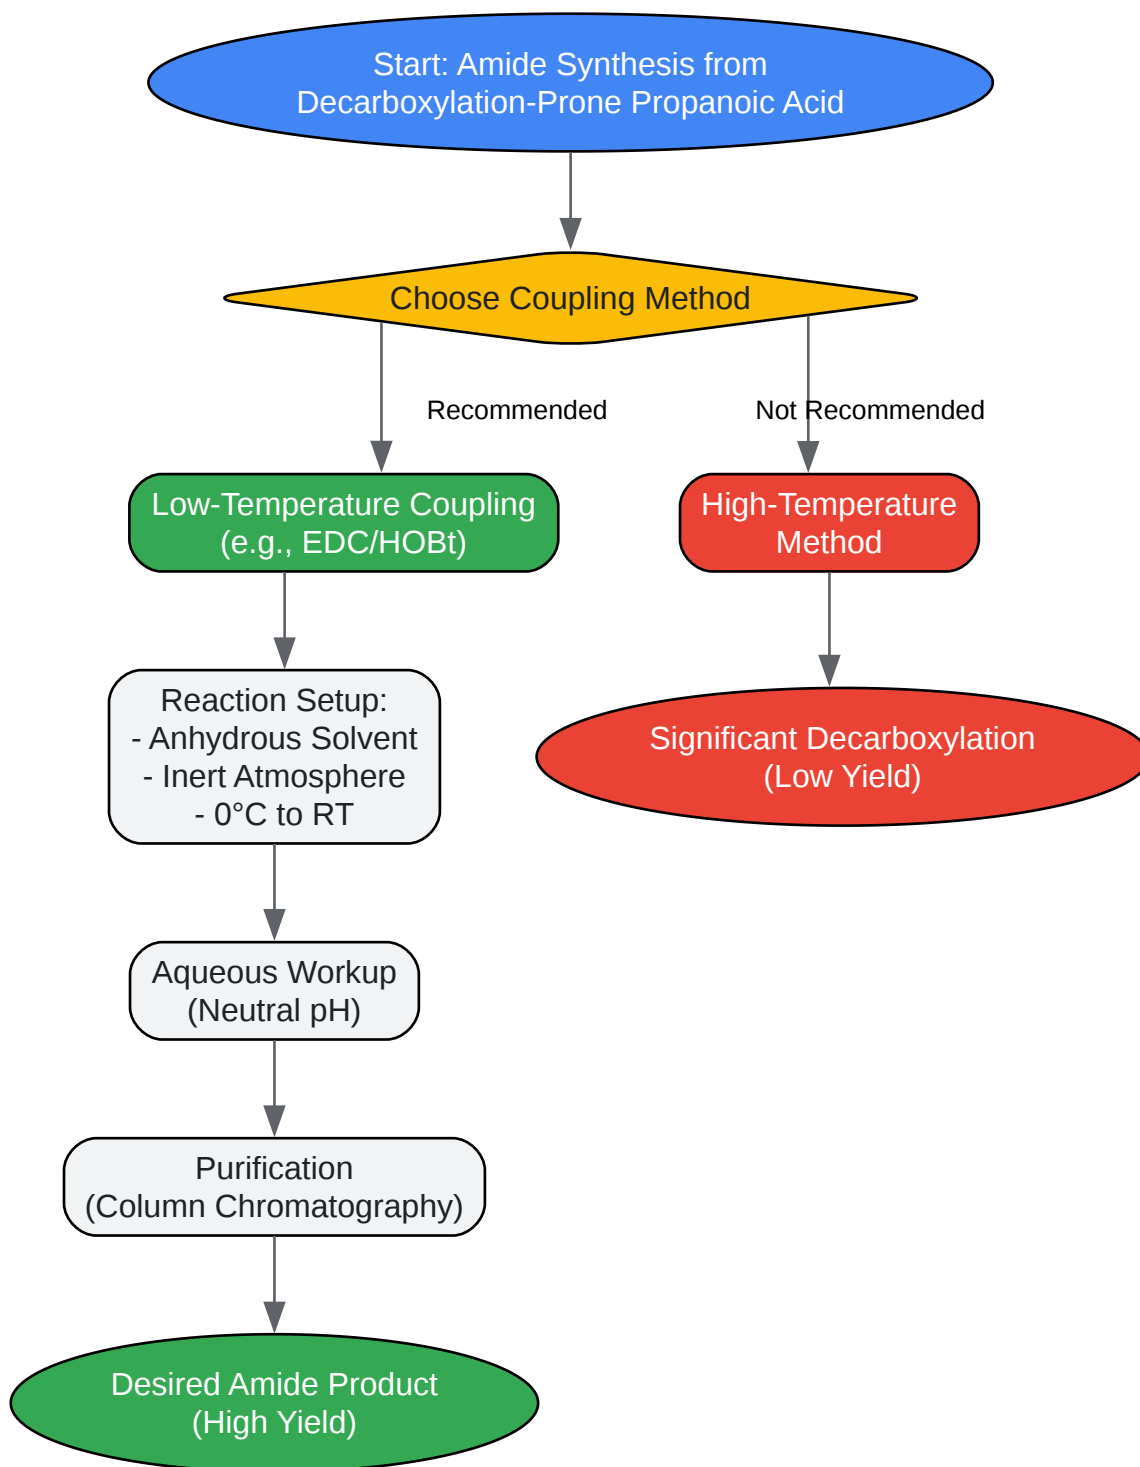 Start: Amide Synthesis from
Decarboxylation-Prone Propanoic Acid
Choose Coupling Method
Recommended
Not Recommended
Low-Temperature Coupling
(e.g., EDC/HOBt)
High-Temperature
Method
Reaction Setup:
- Anhydrous Solvent
- Inert Atmosphere
- 0°C to RT
Significant Decarboxylation
(Low Yield)
Aqueous Workup
(Neutral pH)
Purification
(Column Chromatography)
Desired Amide Product
(High Yield)